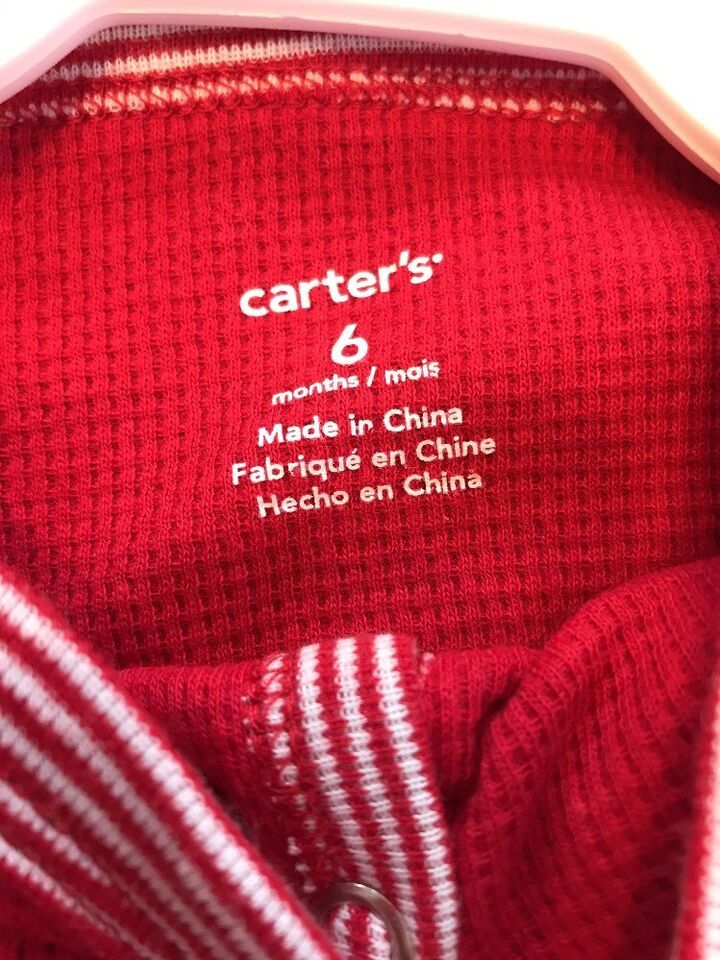 carter's
6
months / mois
Made in China
Fabriqué en Chine
Hecho en China